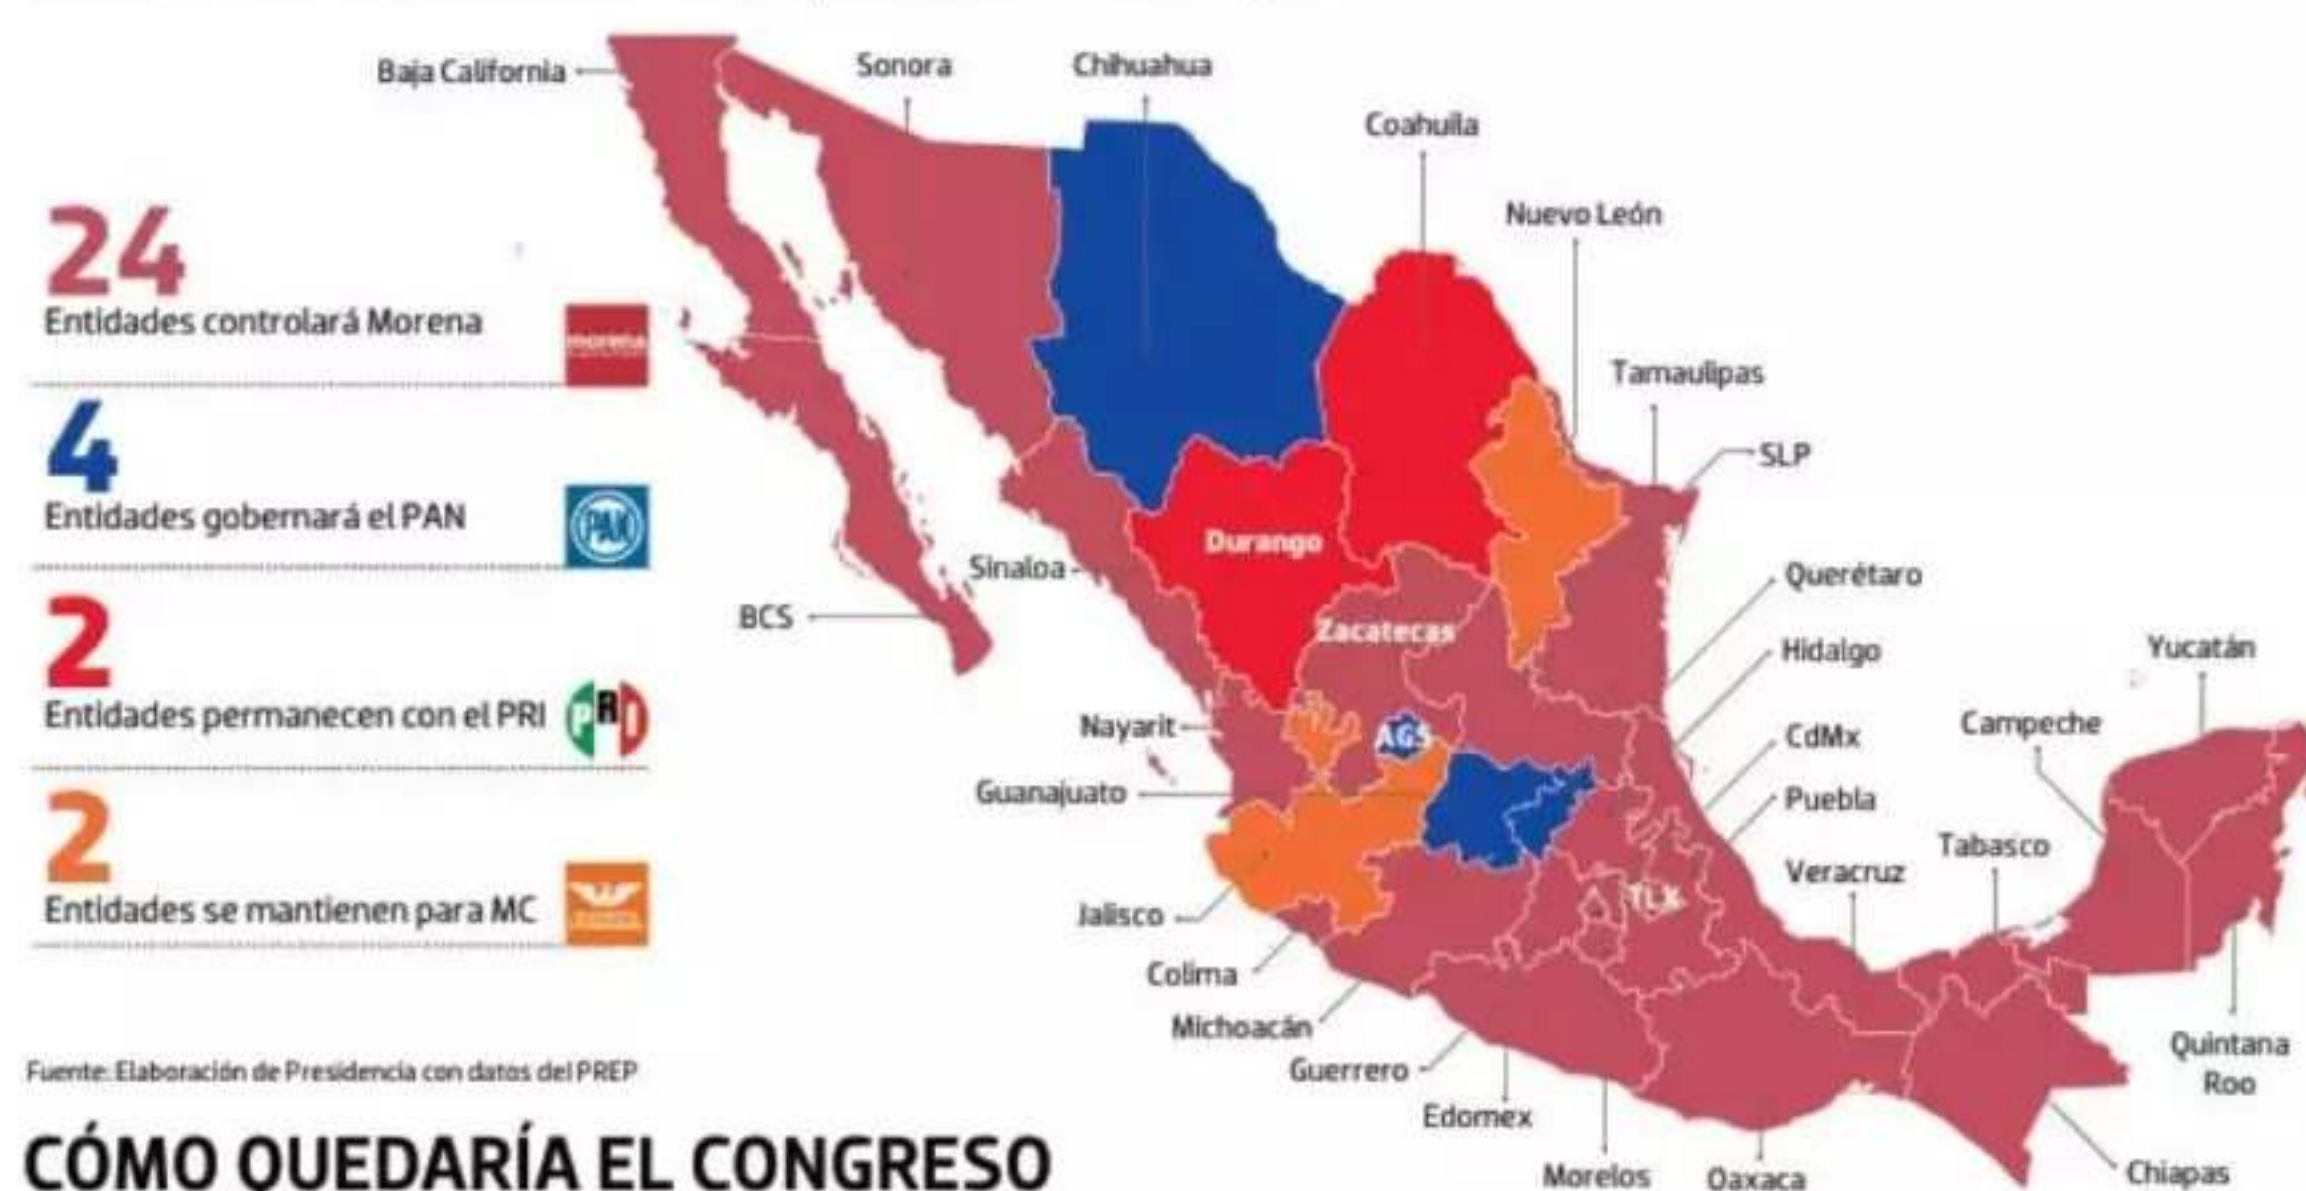 24
Entidades controlará Morena
morena
4
Entidades gobernará el PAN
PAN
2
Entidades permanecen con el PRI
PRI
2
Entidades se mantienen para MC
Fuente: Elaboración de Presidencia con datos del PREP
CÓMO QUEDARÍA EL CONGRESO
Baja California
Sonora
Chihuahua
Coahuila
Nuevo León
Tamaulipas
SLP
Durango
Sinaloa
BCS
Zacatecas
Querétaro
Hidalgo
Yucatán
Nayarit
AGS
CdMx
Campeche
Guanajuato
Puebla
Tabasco
Veracruz
TLX
Jalisco
Colima
Michoacán
Guerrero
Edomex
Morelos
Oaxaca
Quintana
Roo
Chiapas